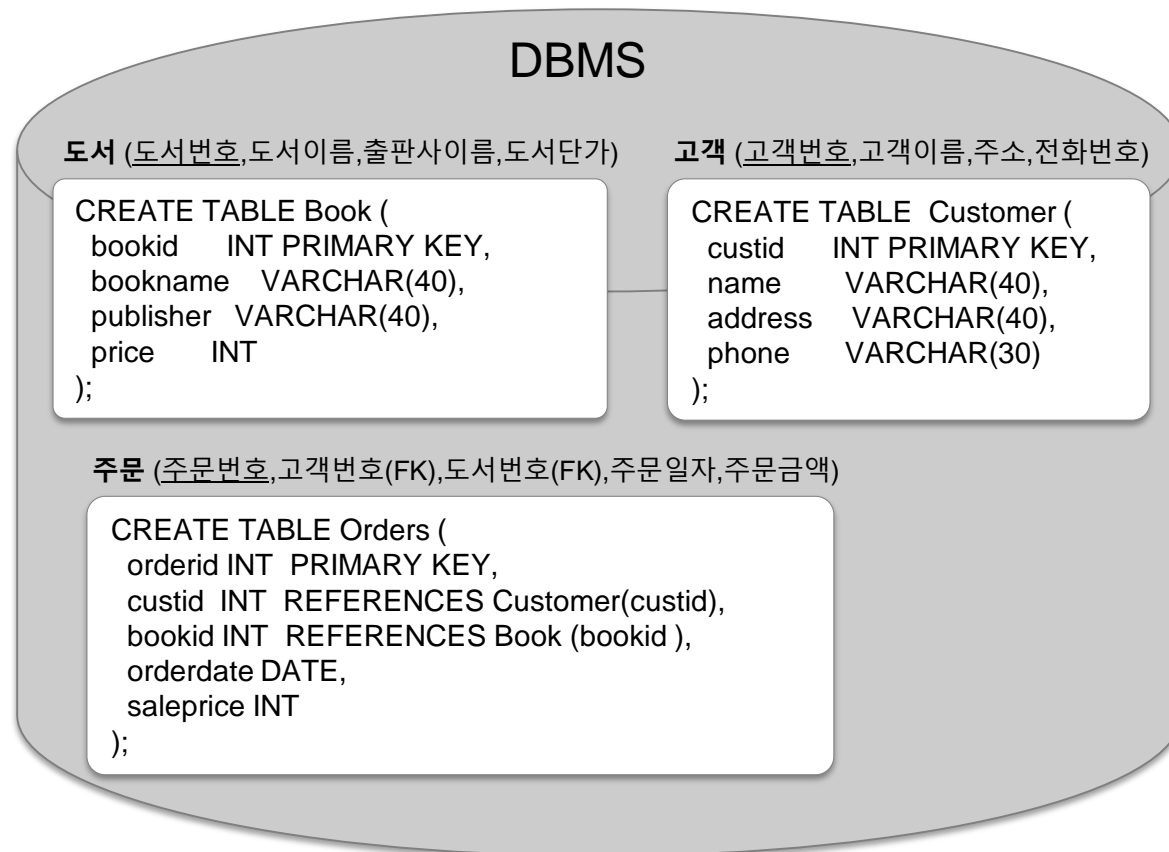 DBMS
도서 (도서번호,도서이름,출판사이름,도서단가)
CREATE TABLE Book (
bookid INT PRIMARY KEY,
bookname VARCHAR(40),
publisher VARCHAR(40),
price INT
);
고객 (고객번호,고객이름,주소,전화번호)
CREATE TABLE Customer (
custid INT PRIMARY KEY,
name VARCHAR(40),
address VARCHAR(40),
phone VARCHAR(30)
);
주문 (주문번호,고객번호(FK),도서번호(FK),주문일자,주문금액)
CREATE TABLE Orders (
orderid INT PRIMARY KEY,
custid INT REFERENCES Customer(custid),
bookid INT REFERENCES Book (bookid ),
orderdate DATE,
saleprice INT
);